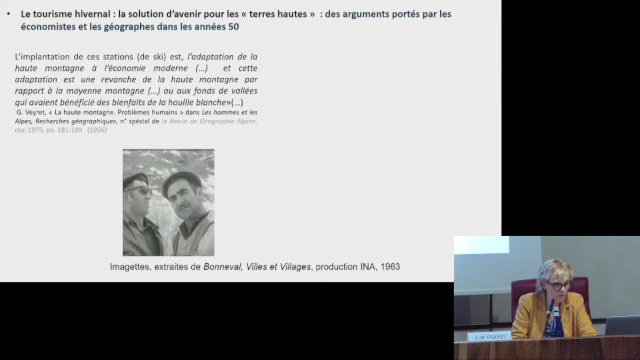 • Le tourisme hivernal : la solution d'avenir pour les « terres hautes » : des arguments portés par les
économistes et les géographes dans les années 50
L'implantation de ces stations (de ski) est, l'adaptation de la
haute montagne à l'économie moderne (...) et cette
adaptation est une revanche de la haute montagne par
rapport à la moyenne montagne (...) ou aux fonds de vallées
qui avaient bénéficié des bienfaits de la houille blanche»(...)
G. Veyret, « La haute montagne. Problèmes humains » dans Les hommes et les
Alpes, Recherches géographiques, n° spécial de la Revue de Géographie Alpine,
mai 1975, pp. 181-189 (1956)
Imagettes, extraites de Bonneval, Villes et Villages, production INA, 1963